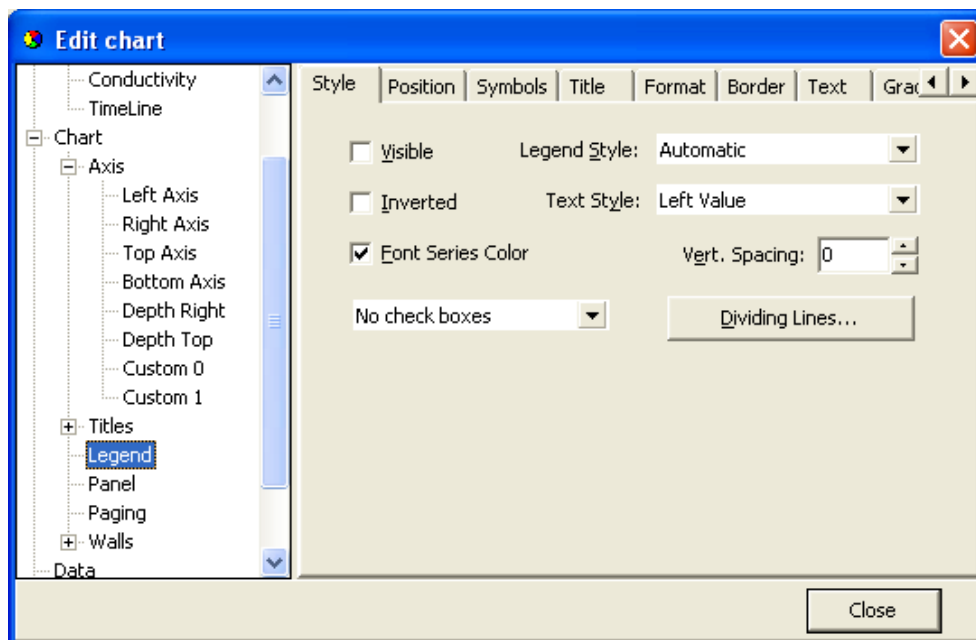 Edit chart
Conductivity
TimeLine
Chart
Axis
Left Axis
Right Axis
Top Axis
Bottom Axis
Depth Right
Depth Top
Custom 0
Custom 1
Titles
Legend
Panel
Paging
Walls
Data
Style Position Symbols Title Format Border Text Grad
Visible Legend Style: Automatic
Inverted Text Style: Left Value
Font Series Color Vert. Spacing: 0
No check boxes Dividing Lines...
Close